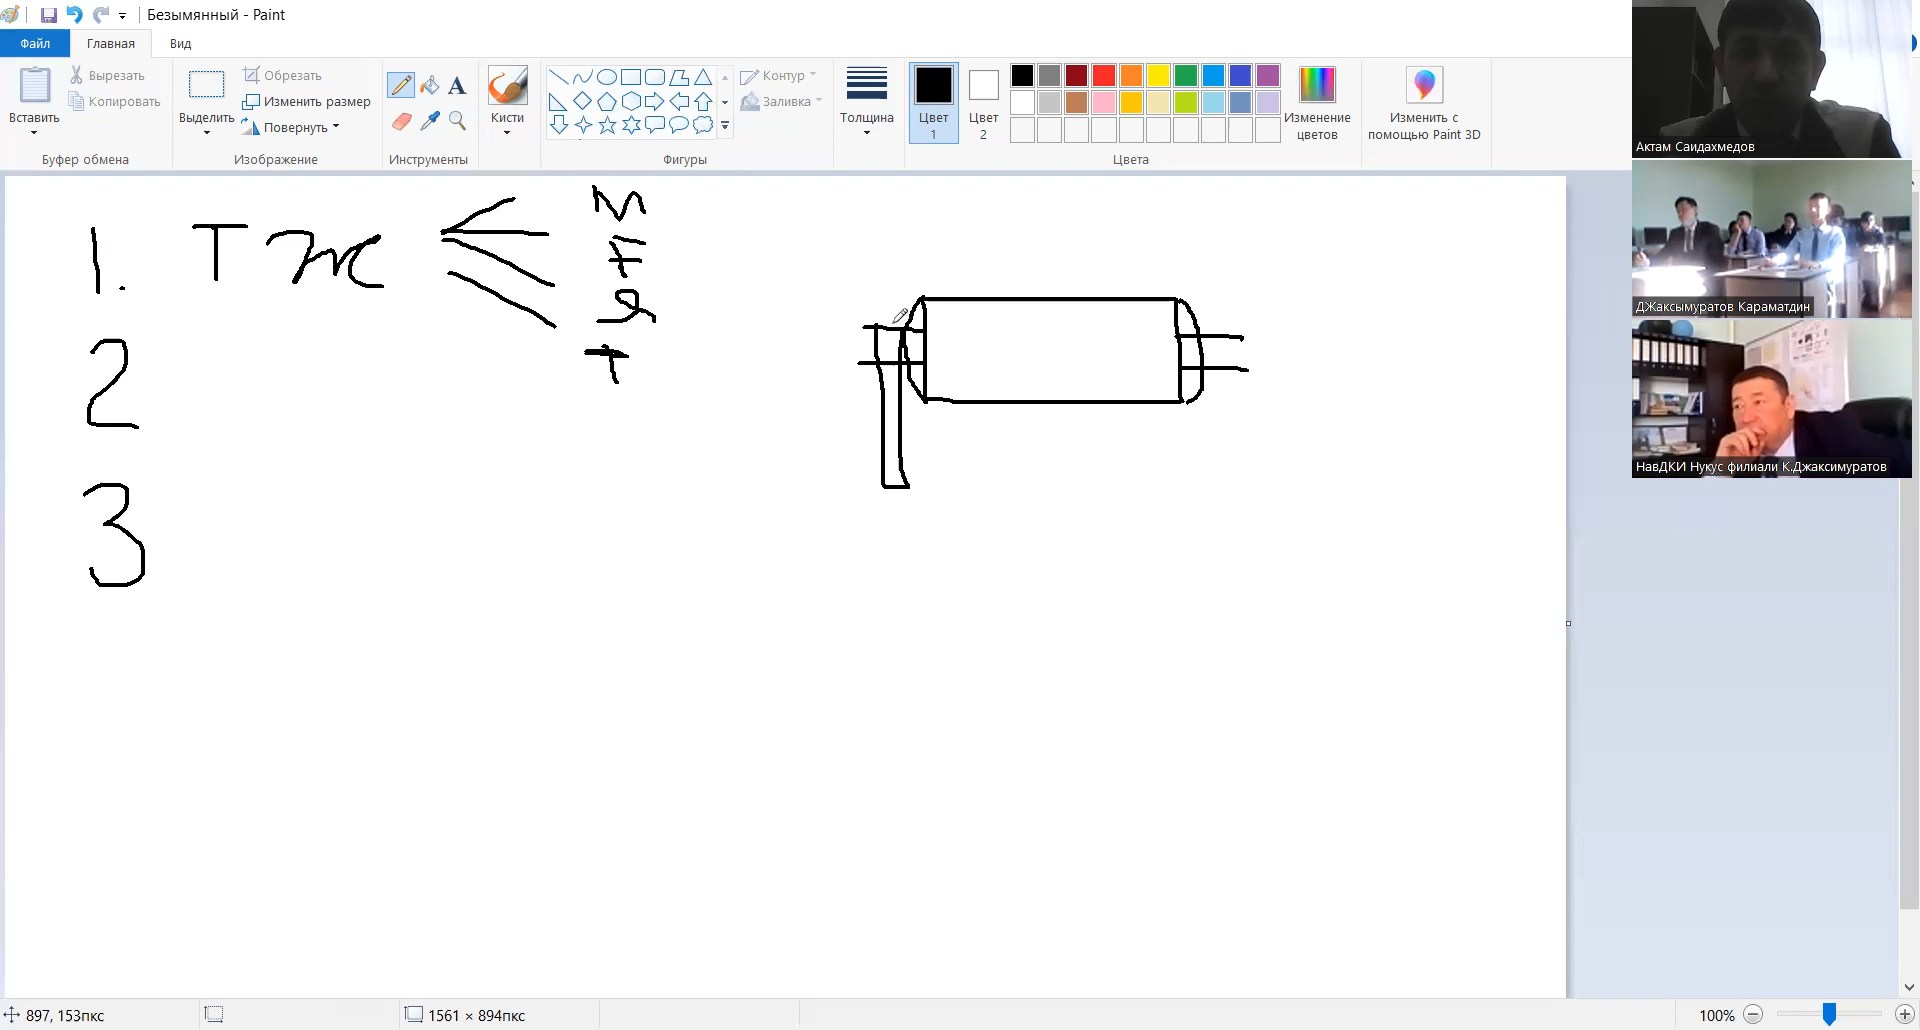 Безымянный - Paint
Файл Главная Вид
Вставить
Вырезать
Копировать
Буфер обмена
Выделить
Обрезать
Изменить размер
Повернуть
Изображение
A
Инструменты
Кисти
Контур
Заливка
Фигуры
Толщина
Цвет 1
Цвет 2
Изменение цветов
Цвета
Изменить с помощью Paint 3D
Актам Саидахмедов
ДЖаксымуратов Караматдин
НавДКИ Нукус филиали К.Джаксимуратов
1. Т Ж
М
Я
2
3
897, 153пкс
1561 × 894пкс
100%